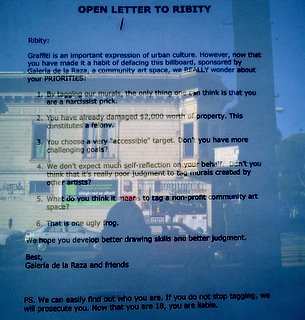 OPEN LETTER TO RIBITY
Ribity:
Graffiti is an important expression of urban culture. However, now that
you have made it a habit of defacing this billboard, sponsored by
Galería de la Raza, a community art space, we REALLY wonder about
your PRIORITIES:
1. By tagging our murals, the only thing one can think is that you
are a narcissist prick.
2. You have already damaged $2,000 worth of property. This
constitutes a felony.
3. You choose a very "accessible" target. Don't you have more
challenging goals?
4. We don't expect much self-reflection on your behalf. Don't you
think that it's really poor judgment to tag murals created by
other artists?
5. What do you think it means to tag a non-profit community art
space?
6. That is one ugly frog.
We hope you develop better drawing skills and better judgment.
Best,
Galería de la Raza and friends
PS. We can easily find out who you are. If you do not stop tagging, we
will prosecute you. Now that you are 18, you are liable.